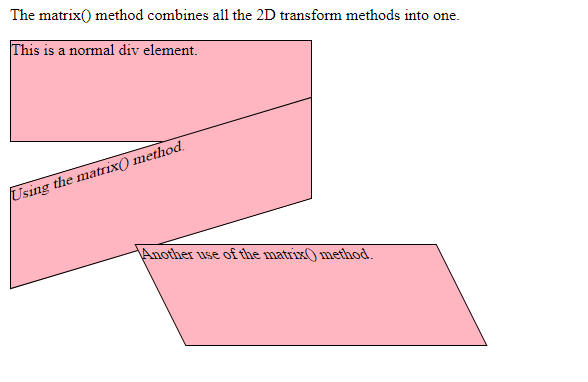 The matrix() method combines all the 2D transform methods into one.
This is a normal div element.
Using the matrix() method.
Another use of the matrix() method.